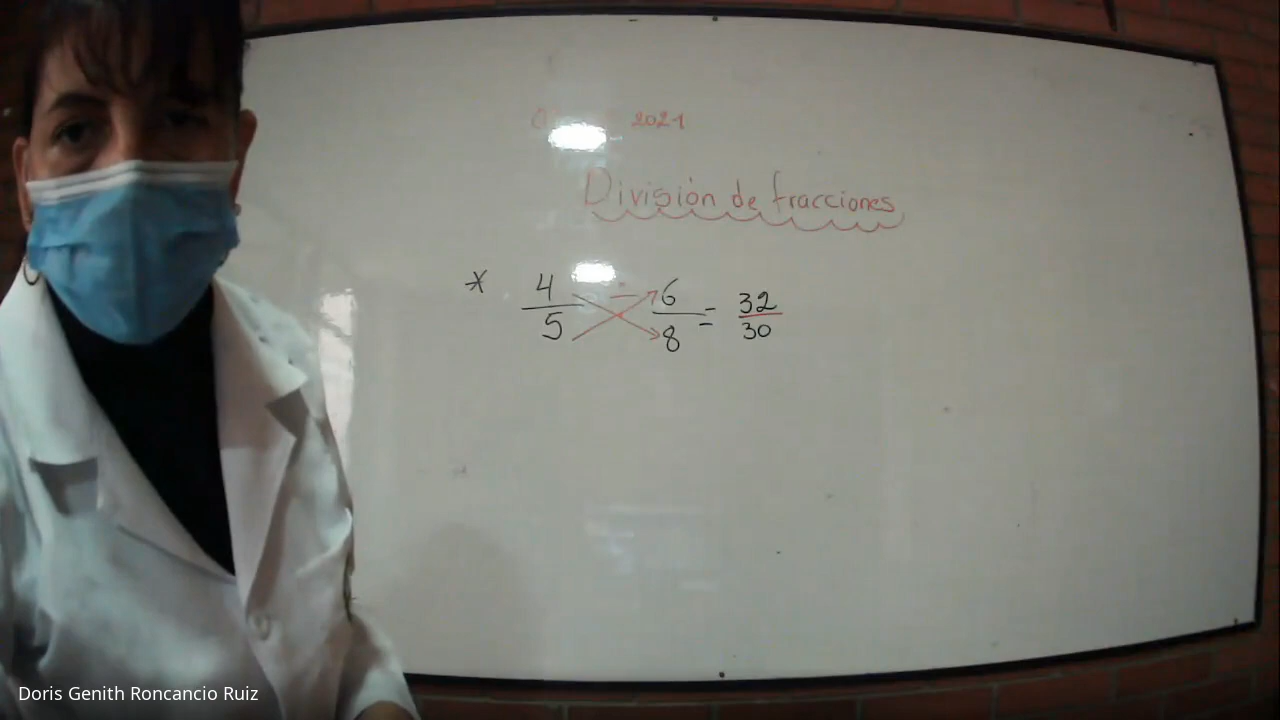 2021
División de fracciones
* 4/5 ÷ 6/8 = 32/30
Doris Genith Roncancio Ruiz